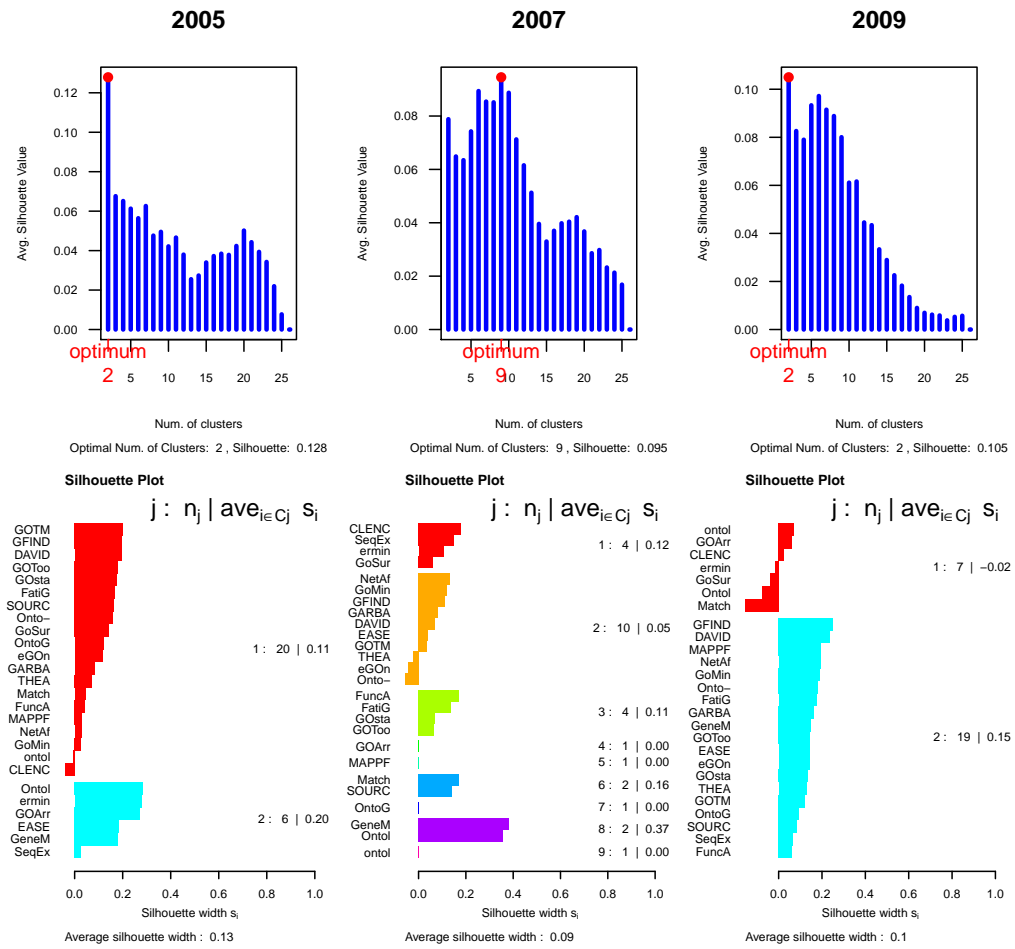 2005
2007
2009
Avg. Silhouette Value
0.12
0.10
0.08
0.06
0.04
0.02
0.00
optimum
2
5 10 15 20 25
Num. of clusters
Optimal Num. of Clusters: 2 , Silhouette: 0.128
Avg. Silhouette Value
0.08
0.06
0.04
0.02
0.00
optimum
9
5 10 15 20 25
Num. of clusters
Optimal Num. of Clusters: 9 , Silhouette: 0.095
Avg. Silhouette Value
0.10
0.08
0.06
0.04
0.02
0.00
optimum
2
5 10 15 20 25
Num. of clusters
Optimal Num. of Clusters: 2 , Silhouette: 0.105
Silhouette Plot
j : nj | avei∈Cj si
GOTM
GFIND
DAVID
GOToo
GOsta
FatiG
SOURC
Onto−
GoSur
OntoG
eGOn
GARBA
THEA
Match
FuncA
MAPPF
NetAf
GoMin
ontol
CLENC
1 : 20 | 0.11
Ontol
ermin
GOArr
EASE
GeneM
SeqEx
2 : 6 | 0.20
0.0 0.2 0.4 0.6 0.8 1.0
Silhouette width si
Average silhouette width : 0.13
Silhouette Plot
j : nj | avei∈Cj si
CLENC
SeqEx
ermin
GoSur
1 : 4 | 0.12
NetAf
GoMin
GFIND
GARBA
DAVID
EASE
GOTM
THEA
eGOn
Onto−
2 : 10 | 0.05
FuncA
FatiG
GOsta
GOToo
3 : 4 | 0.11
GOArr
4 : 1 | 0.00
MAPPF
5 : 1 | 0.00
Match
SOURC
6 : 2 | 0.16
OntoG
7 : 1 | 0.00
GeneM
Ontol
8 : 2 | 0.37
ontol
9 : 1 | 0.00
0.0 0.2 0.4 0.6 0.8 1.0
Silhouette width si
Average silhouette width : 0.09
Silhouette Plot
j : nj | avei∈Cj si
ontol
GOArr
CLENC
ermin
GoSur
Ontol
Match
1 : 7 | −0.02
GFIND
DAVID
MAPPF
NetAf
GoMin
Onto−
FatiG
GARBA
GeneM
GOToo
EASE
eGOn
GOsta
THEA
GOTM
OntoG
SOURC
SeqEx
FuncA
2 : 19 | 0.15
0.0 0.2 0.4 0.6 0.8 1.0
Silhouette width si
Average silhouette width : 0.1